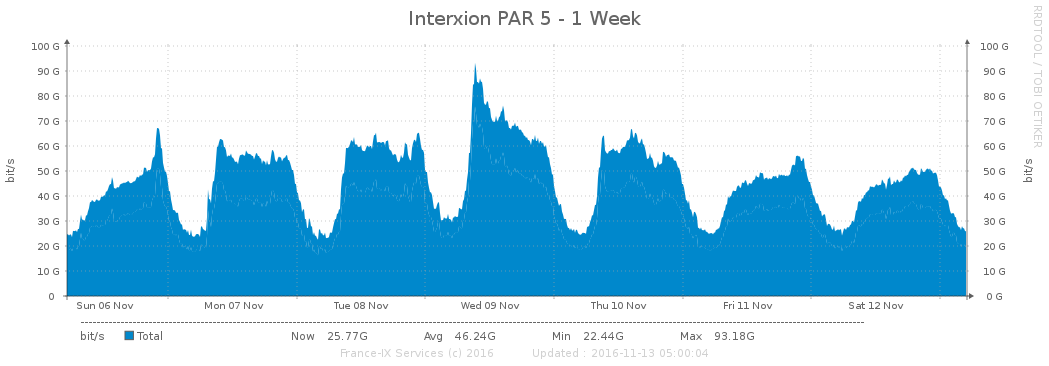 Interxion PAR 5 - 1 Week
RRDTOOL / TOBI OETIKER
bit/s
100 G
90 G
80 G
70 G
60 G
50 G
40 G
30 G
20 G
10 G
0
100 G
90 G
80 G
70 G
60 G
50 G
40 G
30 G
20 G
10 G
0 G
bit/s
Sun 06 Nov Mon 07 Nov Tue 08 Nov Wed 09 Nov Thu 10 Nov Fri 11 Nov Sat 12 Nov
bit/s Total Now 25.77G Avg 46.24G Min 22.44G Max 93.18G
France-IX Services (c) 2016 Updated : 2016-11-13 05:00:04